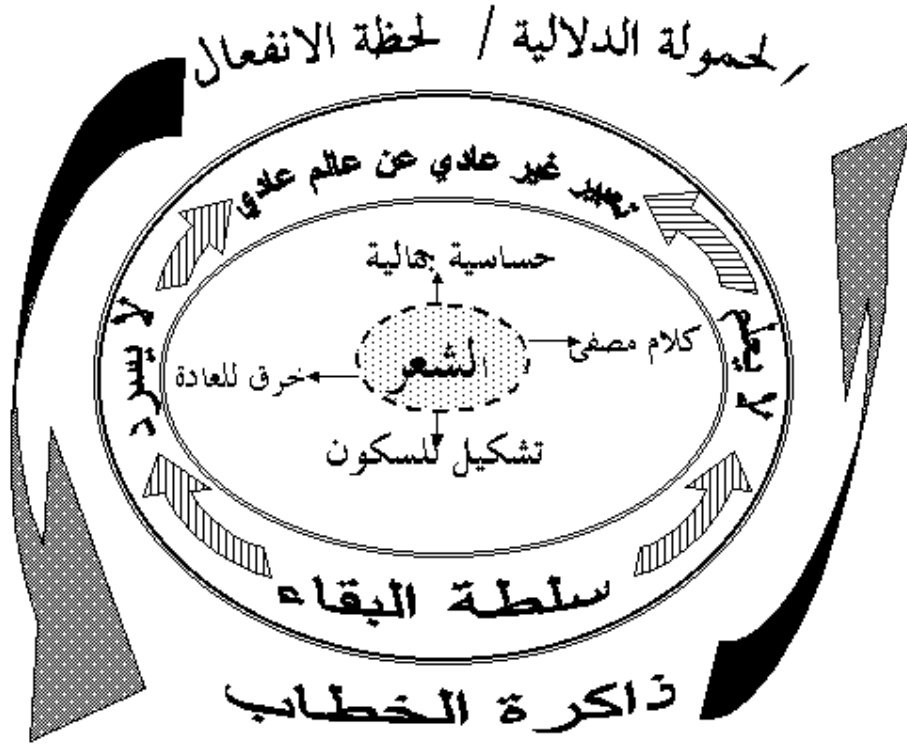 الحمولة الدلالية / لحظة الانفعال
تعبير غير عادي عن عالم عادي
حساسية جمالية
لا يعلم
كلام مصفى
الشعر
خرق للعادة
لا يسرد
تشكيل للسكون
سلطة البقاء
ذاكرة الخطاب